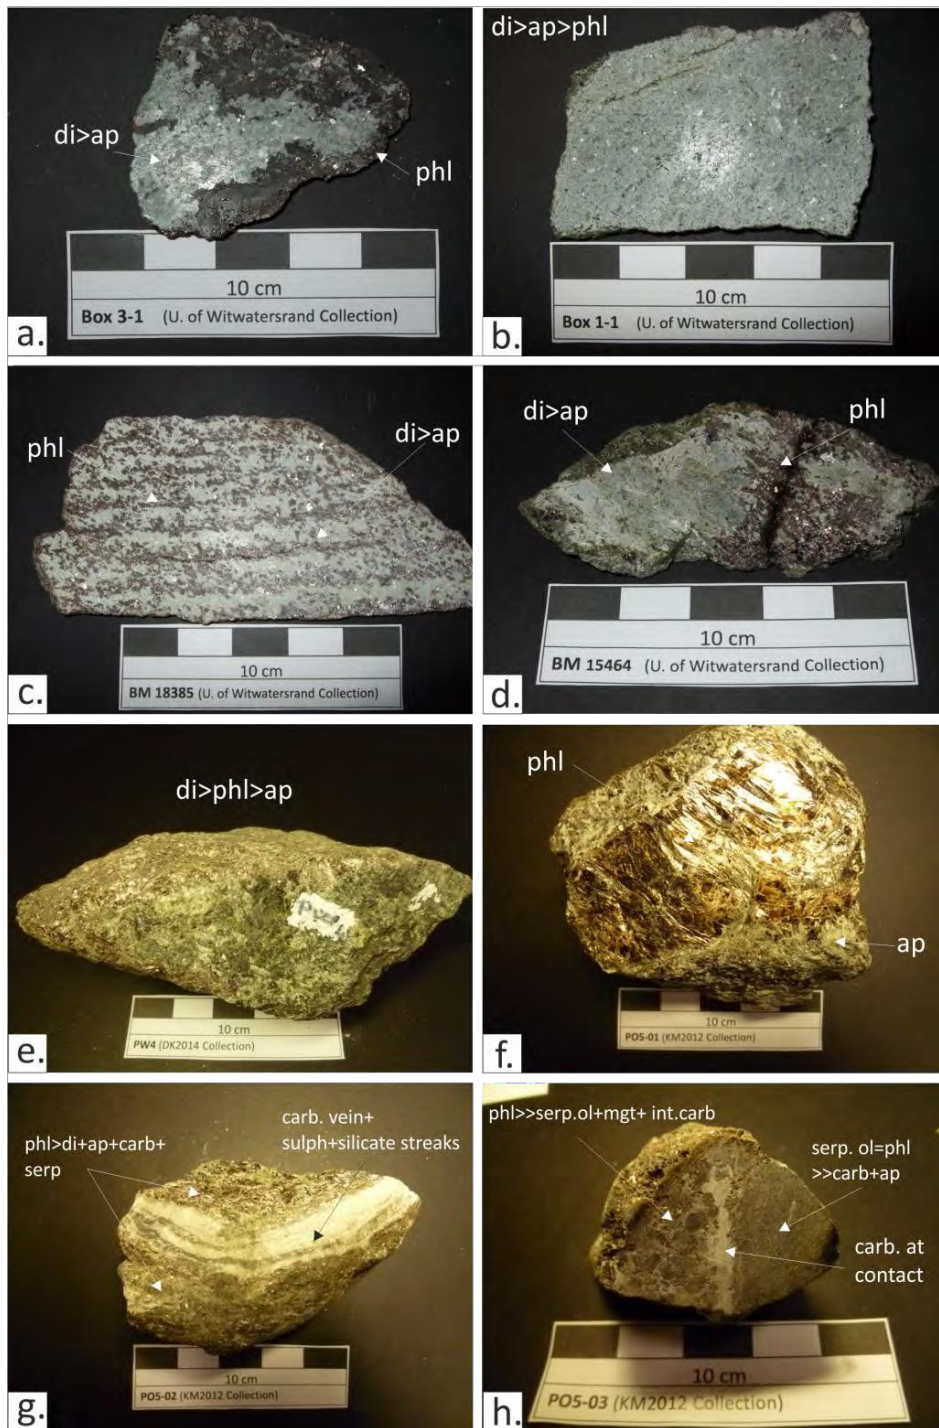 di>ap
phl
10 cm
Box 3-1 (U. of Witwatersrand Collection)
a.
di>ap>phl
10 cm
Box 1-1 (U. of Witwatersrand Collection)
b.
phl
di>ap
10 cm
BM 18385 (U. of Witwatersrand Collection)
c.
di>ap
phl
10 cm
BM 15464 (U. of Witwatersrand Collection)
d.
di>phl>ap
10 cm
PW4 (DK2014 Collection)
e.
phl
ap
10 cm
PO5-01 (KM2012 Collection)
f.
phl>di+ap+carb+
serp
carb. vein+
sulph+silicate streaks
10 cm
PO5-02 (KM2012 Collection)
g.
phl>>serp.ol+mgt+ int.carb
serp. ol=phl
>>carb+ap
carb. at
contact
10 cm
PO5-03 (KM2012 Collection)
h.